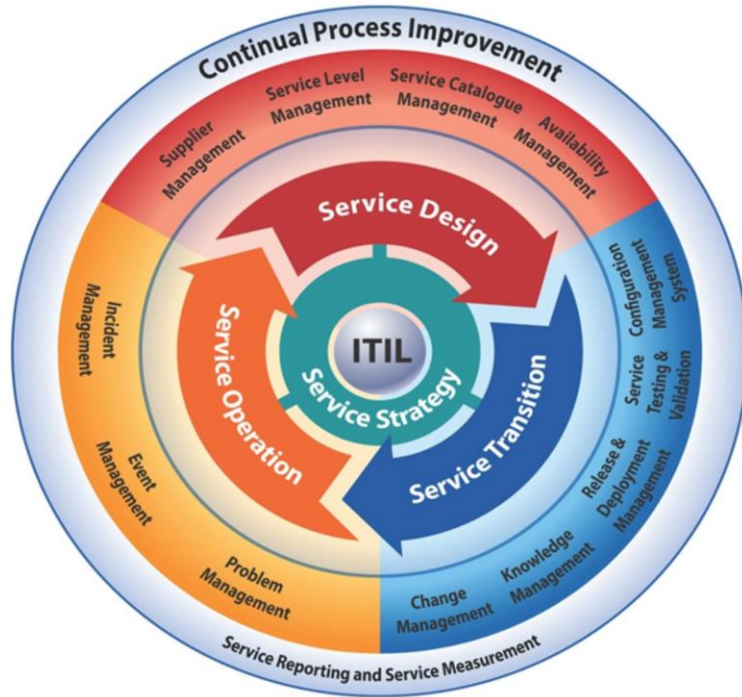 Continual Process Improvement
Supplier
Management
Service Level
Management
Service Catalogue
Management
Availability
Management
Service Design
Configuration
Management
System
Service
Testing &
Validation
Release &
Deployment
Management
Knowledge
Management
Change
Management
Service Transition
Incident
Management
Event
Management
Problem
Management
Service Operation
ITIL
Service Strategy
Service Reporting and Service Measurement